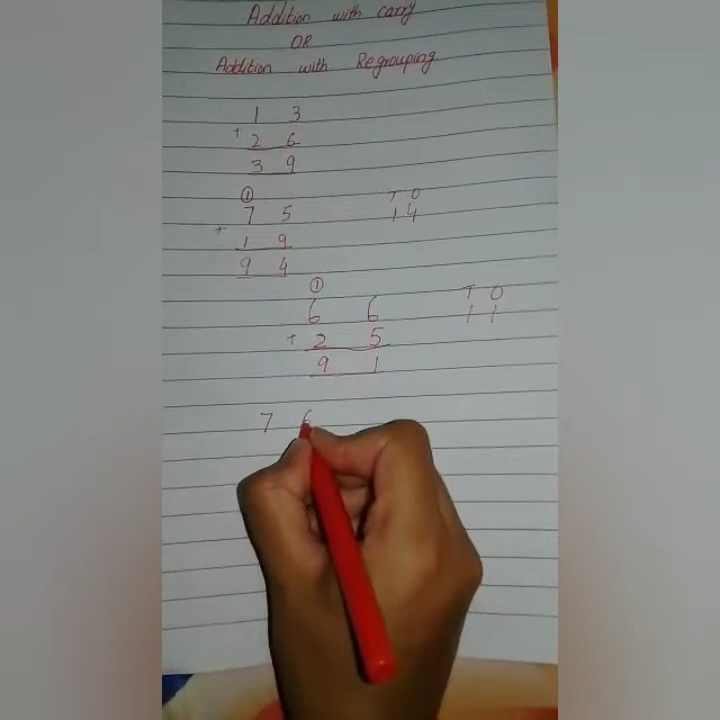 Addition with carry
OR
Addition with Regrouping
1 3
+ 2 6
3 9
①
7 5 T O
+ 1 9 1 4
9 4
①
6 6 T O
+ 2 5 1 1
9 1
7 6